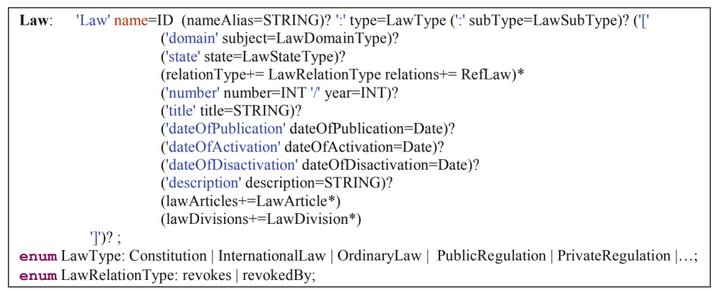 Law: 'Law' name=ID (nameAlias=STRING)? ':' type=LawType (':' subType=LawSubType)? ('['
('domain' subject=LawDomainType)?
('state' state=LawStateType)?
(relationType+= LawRelationType relations+= RefLaw)*
('number' number=INT '/' year=INT)?
('title' title=STRING)?
('dateOfPublication' dateOfPublication=Date)?
('dateOfActivation' dateOfActivation=Date)?
('dateOfDisactivation' dateOfDisactivation=Date)?
('description' description=STRING)?
(lawArticles+=LawArticle*)
(lawDivisions+=LawDivision*)
']')? ;
enum LawType: Constitution | InternationalLaw | OrdinaryLaw | PublicRegulation | PrivateRegulation |…;
enum LawRelationType: revokes | revokedBy;